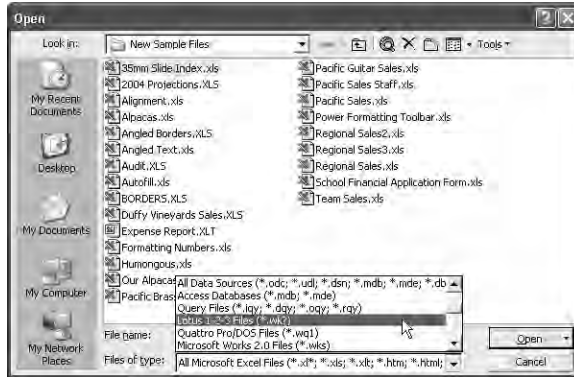 Open
Look in:
New Sample Files
Tools
My Recent
Documents
Desktop
My Documents
My Computer
My Network
Places
35mm Slide Index.xls
2004 Projections.XLS
Alignment.xls
Alpacas.xls
Angled Borders.XLS
Angled Text.xls
Audit.XLS
Autofill.xls
BORDERS.XLS
Duffy Vineyards Sales.XLS
Expense Report.XLT
Formatting Numbers.xls
Humongous.xls
Our Alpacas
Pacific Brass
Pacific Guitar Sales.xls
Pacific Sales Staff.xls
Pacific Sales.xls
Power Formatting Toolbar.xls
Regional Sales2.xls
Regional Sales3.xls
Regional Sales.xls
School Financial Application Form.xls
Team Sales.xls
All Data Sources (*.odc; *.udl; *.dsn; *.mdb; *.mde; *.db
Access Databases (*.mdb; *.mde)
Query Files (*.iqy; *.dqy; *.oqy; *.rqy)
Lotus 1-2-3 Files (*.wk?)
Quattro Pro/DOS Files (*.wq1)
Microsoft Works 2.0 Files (*.wks)
File name:
Open
Files of type:
All Microsoft Excel Files (*.xl*; *.xls; *.xlt; *.htm; *.html;
Cancel